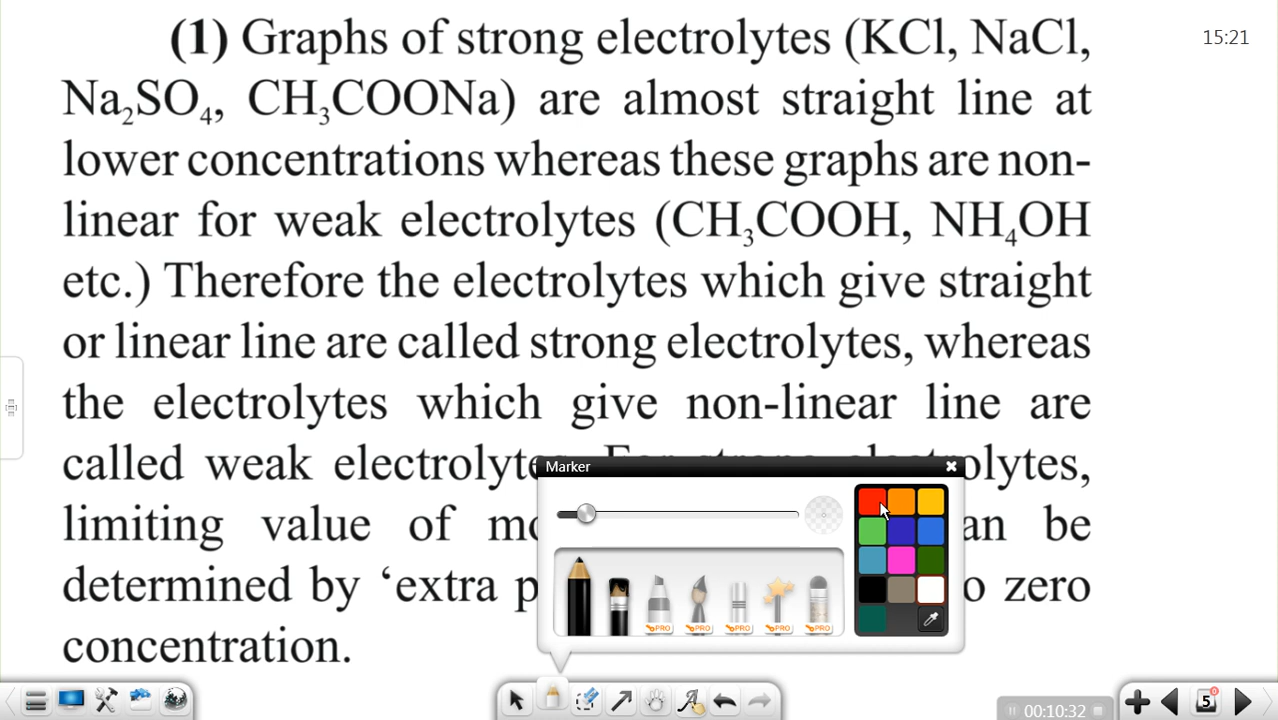 (1) Graphs of strong electrolytes (KCl, NaCl,
15:21
Na₂SO₄, CH₃COONa) are almost straight line at
lower concentrations whereas these graphs are non-
linear for weak electrolytes (CH₃COOH, NH₄OH
etc.) Therefore the electrolytes which give straight
or linear line are called strong electrolytes, whereas
the electrolytes which give non-linear line are
called weak
limiting value of an be
determined by ‘extra zero
concentration.
Marker
PRO PRO PRO PRO PRO
5
00:10:32